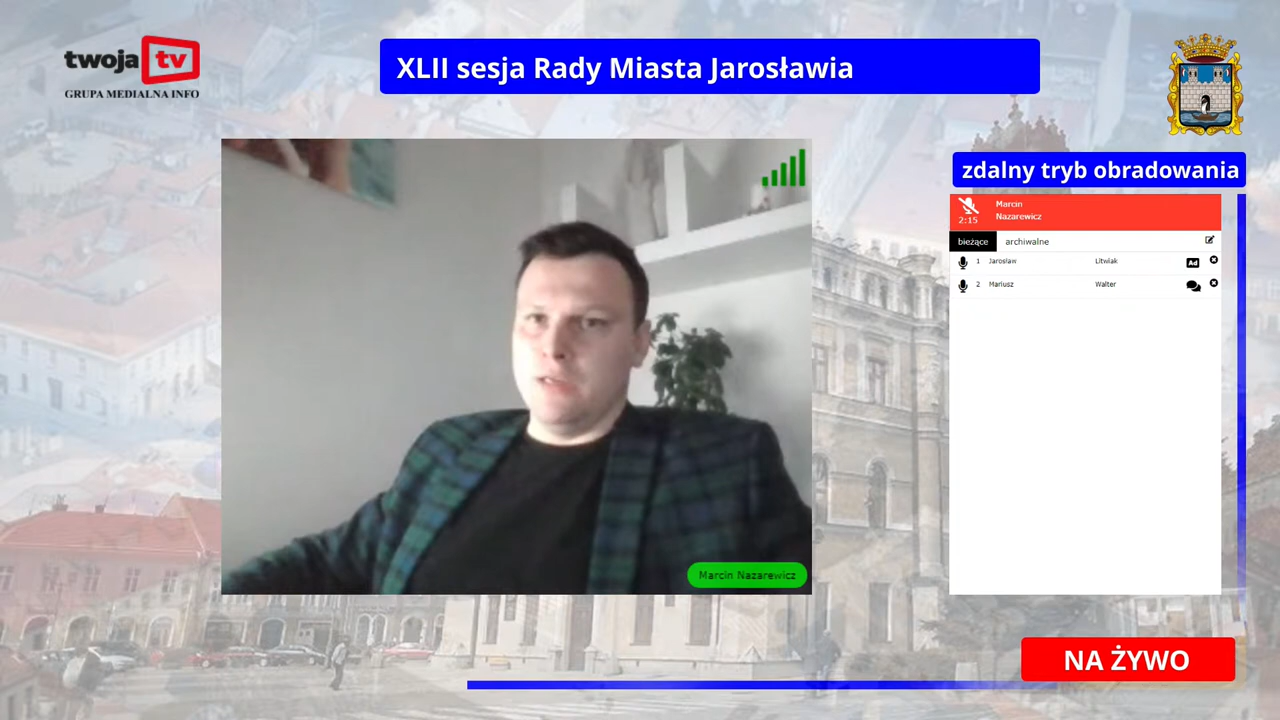 twoja tv
GRUPA MEDIALNA INFO
XLII sesja Rady Miasta Jarosławia
zdalny tryb obradowania
Marcin
Nazarewicz
2:15
bieżące archiwalne
1 Jarosław Litwiak Ad
2 Mariusz Walter
Marcin Nazarewicz
NA ŻYWO